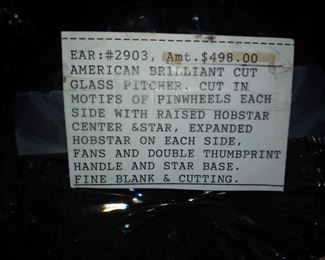 EAR:#2903, Amt.$498.00
AMERICAN BRILLIANT CUT
GLASS PITCHER. CUT IN
MOTIFS OF PINWHEELS EACH
SIDE WITH RAISED HOBSTAR
CENTER &STAR, EXPANDED
HOBSTAR ON EACH SIDE,
FANS AND DOUBLE THUMBPRINT
HANDLE AND STAR BASE.
FINE BLANK & CUTTING.